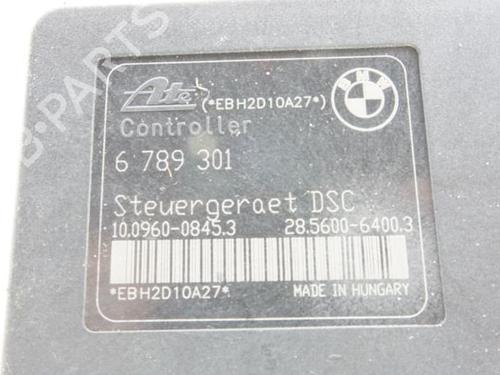 Ate (*EBH2D10A27*) BMW
Controller
6 789 301
Steuergeraet DSC
10.0960-0845.3 28.5600-6400.3
*EBH2D10A27* MADE IN HUNGARY
B-PARTS